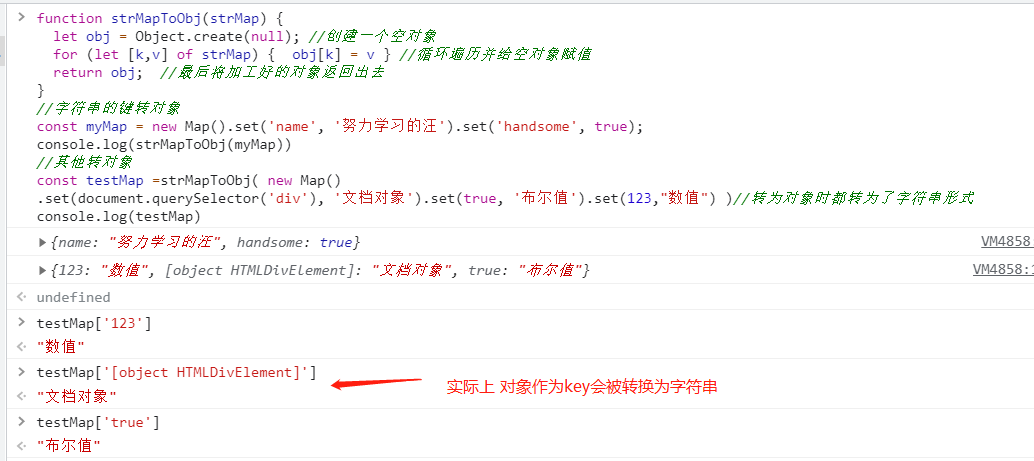 function strMapToObj(strMap) {
let obj = Object.create(null); //创建一个空对象
for (let [k,v] of strMap) {  obj[k] = v } //循环遍历并给空对象赋值
return obj;  //最后将加工好的对象返回出去
}
//字符串的键转对象
const myMap = new Map().set('name', '努力学习的汪').set('handsome', true);
console.log(strMapToObj(myMap))
//其他转对象
const testMap =strMapToObj( new Map()
.set(document.querySelector('div'), '文档对象').set(true, '布尔值').set(123,"数值") )//转为对象时都转为了字符串形式
console.log(testMap)
{name: "努力学习的汪", handsome: true} VM4858:
{123: "数值", [object HTMLDivElement]: "文档对象", true: "布尔值"} VM4858:1
undefined
testMap['123']
"数值"
testMap['[object HTMLDivElement]']
实际上 对象作为key会被转换为字符串
"文档对象"
testMap['true']
"布尔值"